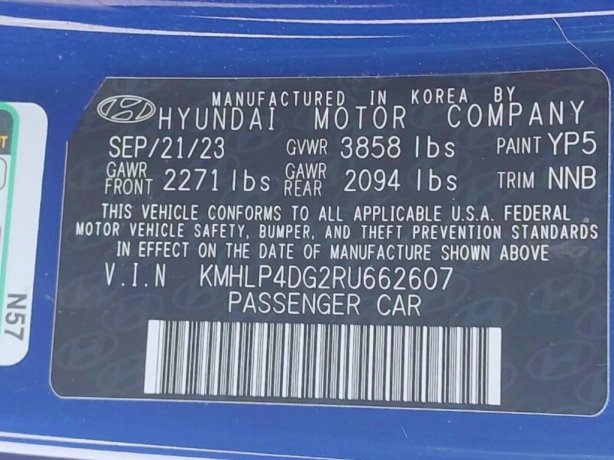 MANUFACTURED IN KOREA BY
HYUNDAI MOTOR COMPANY
SEP/21/23 GVWR 3858 lbs PAINT YP5
GAWR FRONT 2271 lbs GAWR REAR 2094 lbs TRIM NNB
THIS VEHICLE CONFORMS TO ALL APPLICABLE U.S.A. FEDERAL
MOTOR VEHICLE SAFETY, BUMPER, AND THEFT PREVENTION STANDARDS
IN EFFECT ON THE DATE OF MANUFACTURE SHOWN ABOVE
V.I.N KMHLP4DG2RU662607
PASSENGER CAR
N57